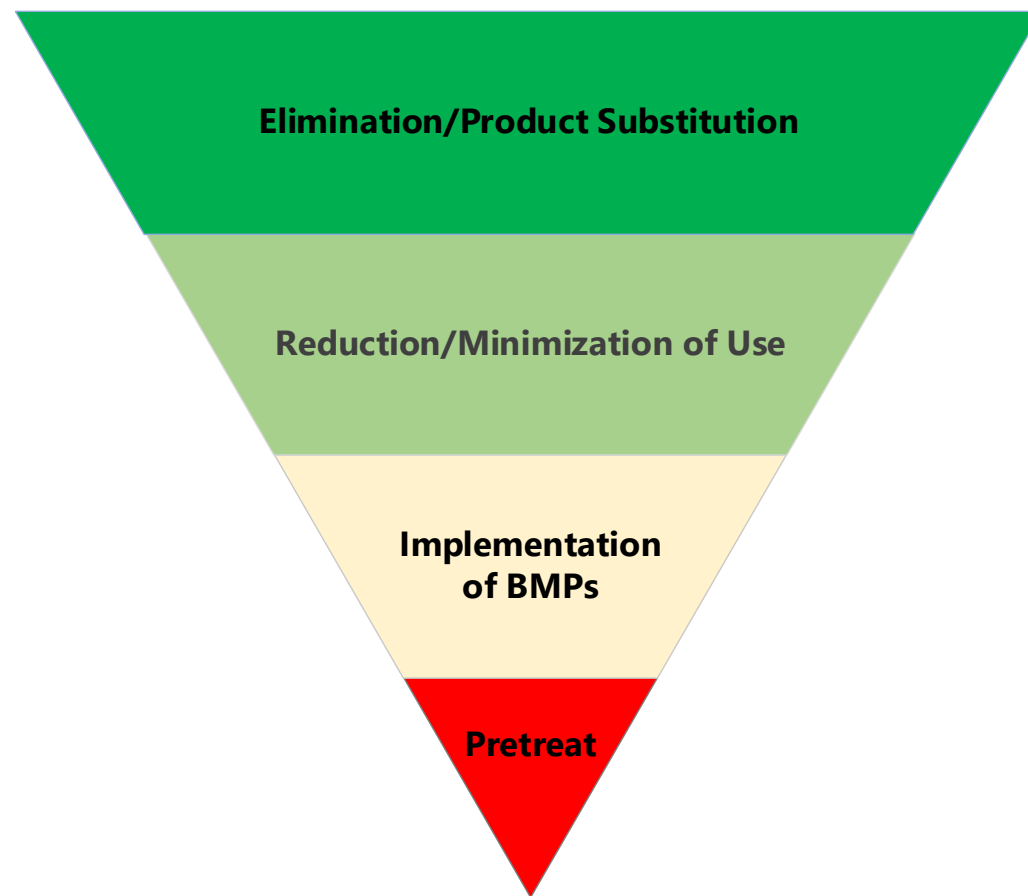 Elimination/Product Substitution
Reduction/Minimization of Use
Implementation
of BMPs
Pretreat